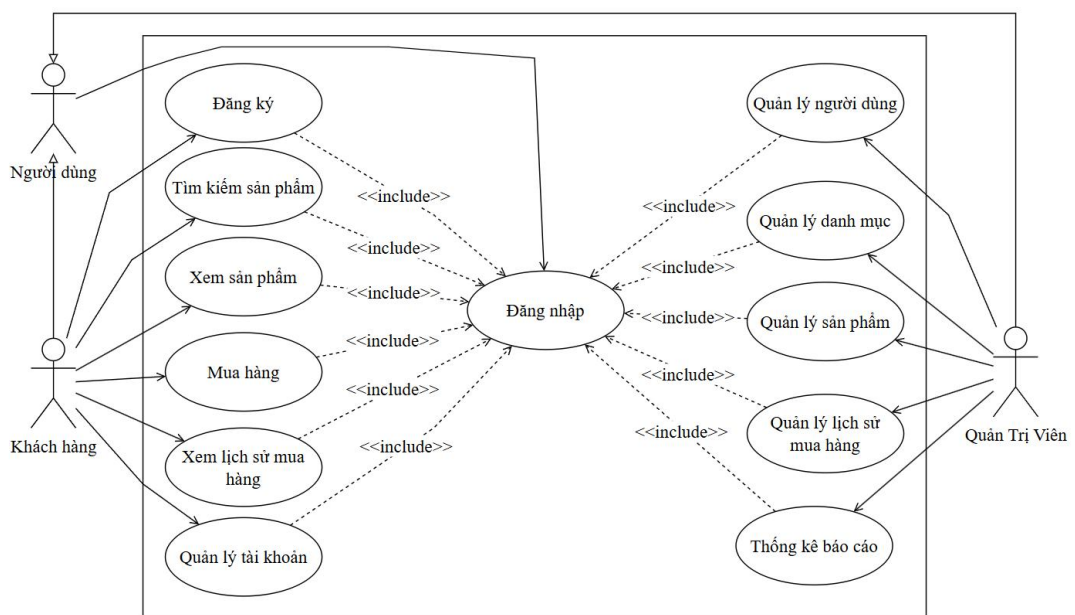 Đăng ký
Quản lý người dùng
Người dùng
Tìm kiếm sản phẩm
<<include>>
<<include>>
Quản lý danh mục
<<include>>
<<include>>
Xem sản phẩm
<<include>>
Đăng nhập
<<include>>
Quản lý sản phẩm
<<include>>
Mua hàng
<<include>>
<<include>>
Khách hàng
Xem lịch sử mua
hàng
<<include>>
<<include>>
Quản lý lịch sử
mua hàng
Quản Trị Viên
Quản lý tài khoản
Thống kê báo cáo